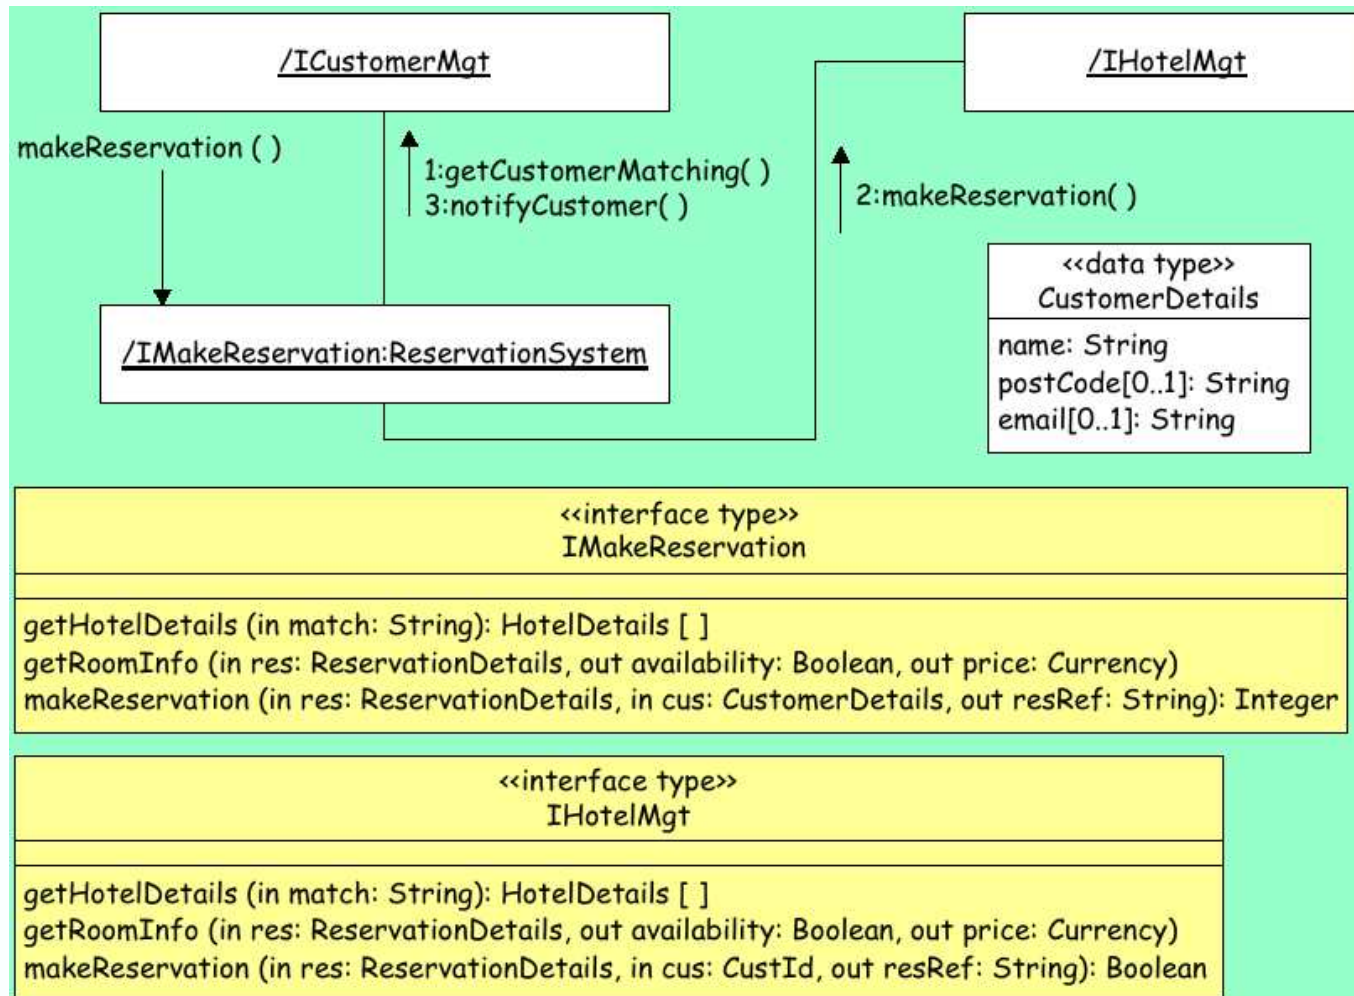 /ICustomerMgt
/IHotelMgt
makeReservation ( )
1:getCustomerMatching( )
3:notifyCustomer( )
2:makeReservation( )
/IMakeReservation:ReservationSystem
<<data type>>
CustomerDetails
name: String
postCode[0..1]: String
email[0..1]: String
<<interface type>>
IMakeReservation
getHotelDetails (in match: String): HotelDetails [ ]
getRoomInfo (in res: ReservationDetails, out availability: Boolean, out price: Currency)
makeReservation (in res: ReservationDetails, in cus: CustomerDetails, out resRef: String): Integer
<<interface type>>
IHotelMgt
getHotelDetails (in match: String): HotelDetails [ ]
getRoomInfo (in res: ReservationDetails, out availability: Boolean, out price: Currency)
makeReservation (in res: ReservationDetails, in cus: CustId, out resRef: String): Boolean